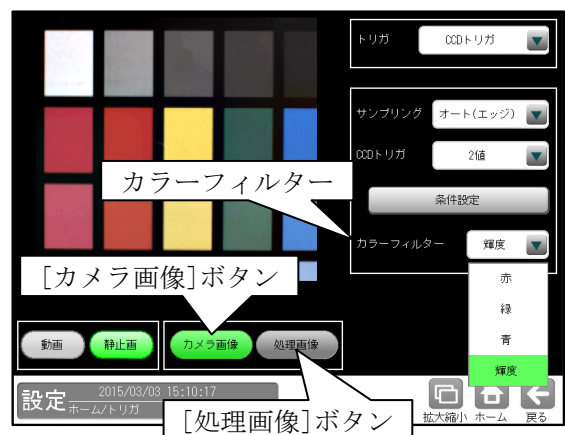 トリガ
CCDトリガ
サンプリング
オート(エッジ)
CCDトリガ
2値
条件設定
カラーフィルター
カラーフィルター
輝度
赤
緑
青
輝度
[カメラ画像]ボタン
動画
静止画
カメラ画像
処理画像
設定
2015/03/03 15:10:17
ホーム/トリガ
[処理画像]ボタン
拡大縮小
ホーム
戻る